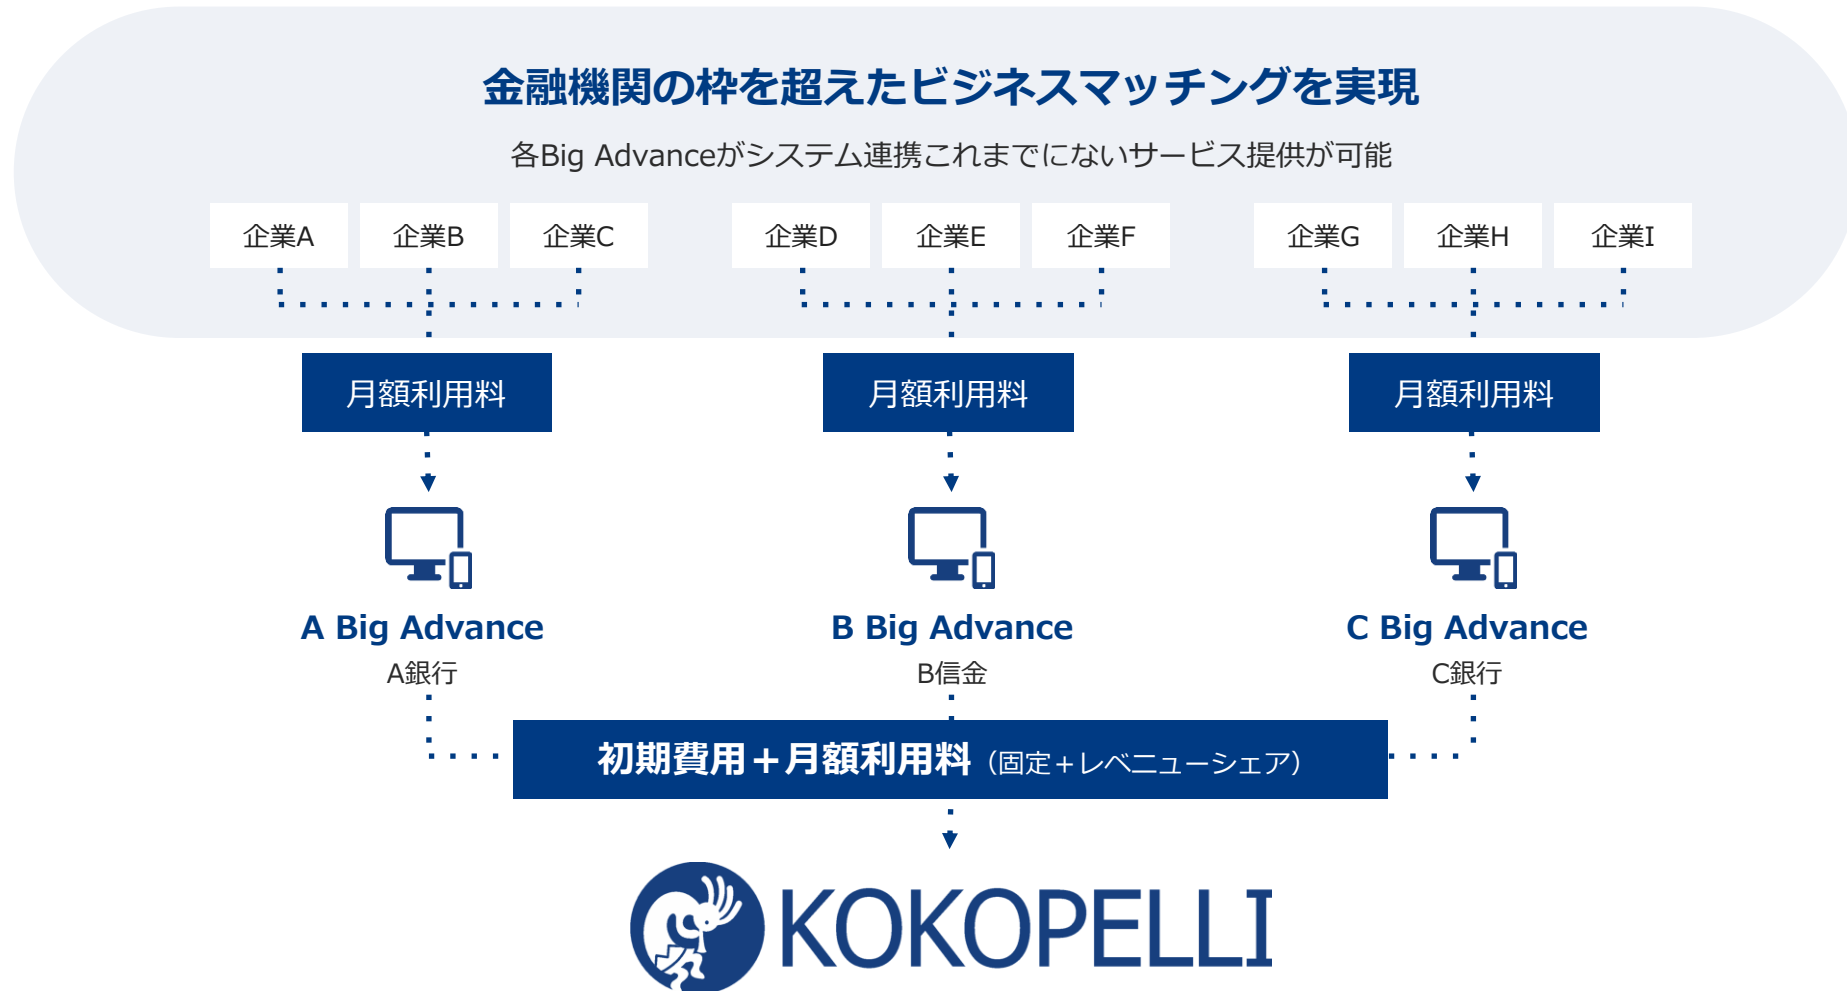 金融機関の枠を超えたビジネスマッチングを実現
各Big Advanceがシステム連携これまでにないサービス提供が可能
企業A 企業B 企業C 企業D 企業E 企業F 企業G 企業H 企業I
月額利用料 月額利用料 月額利用料
A Big Advance B Big Advance C Big Advance
A銀行 B信金 C銀行
初期費用+月額利用料（固定+レベニューシェア）
KOKOPELLI